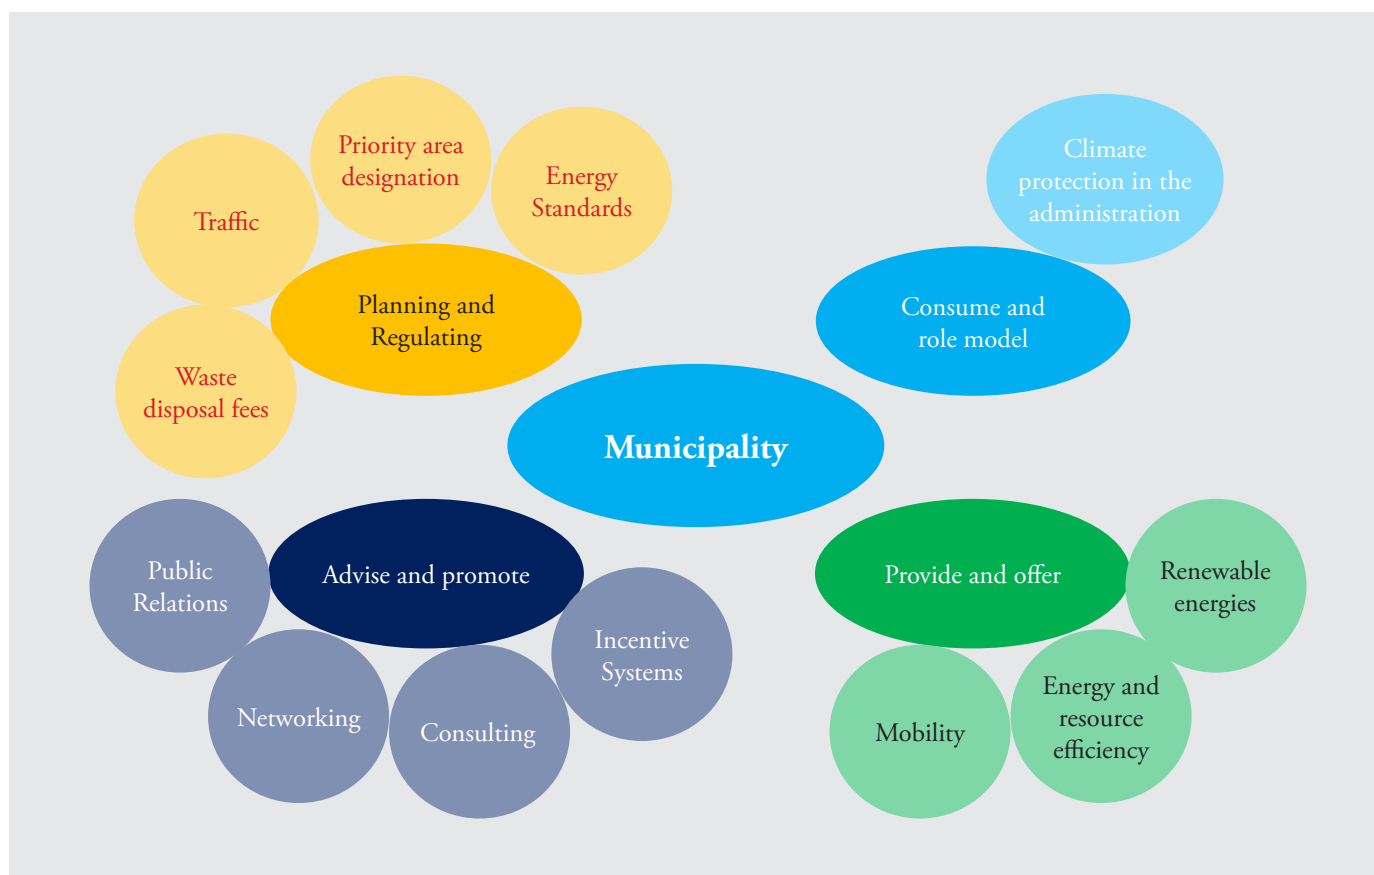 Priority area
designation
Energy
Standards
Traffic
Waste
disposal fees
Planning and
Regulating
Climate
protection in the
administration
Consume and
role model
Municipality
Public
Relations
Advise and promote
Networking
Consulting
Incentive
Systems
Provide and offer
Renewable
energies
Energy and
resource
efficiency
Mobility